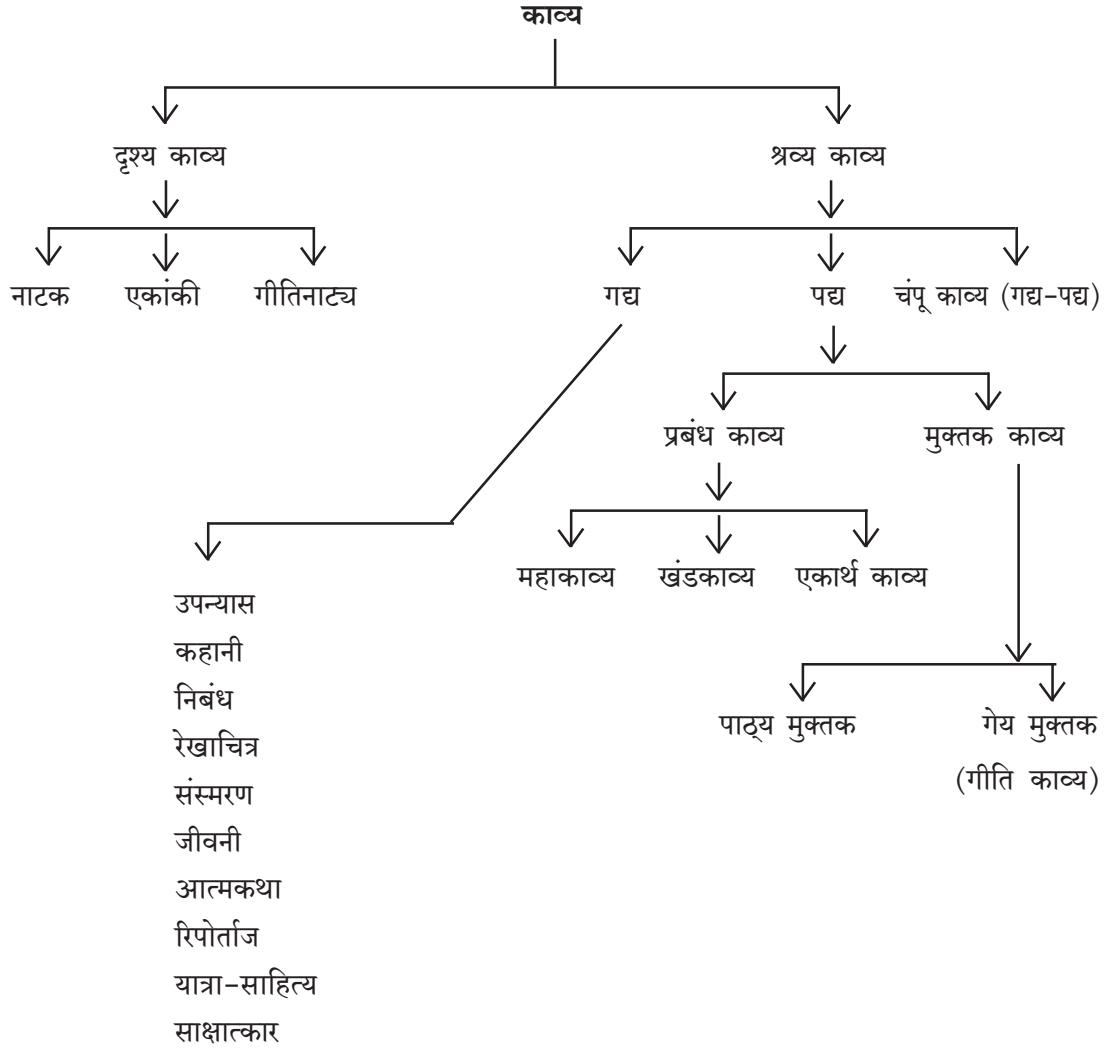 काव्य
दृश्य काव्य श्रव्य काव्य
नाटक एकांकी गीतिनाट्य गद्य पद्य चंपू काव्य (गद्य-पद्य)
प्रबंध काव्य मुक्तक काव्य
महाकाव्य खंडकाव्य एकार्थ काव्य
उपन्यास
कहानी
निबंध
रेखाचित्र
संस्मरण
जीवनी
आत्मकथा
रिपोर्ताज
यात्रा-साहित्य
साक्षात्कार
पाठ्य मुक्तक गेय मुक्तक
(गीति काव्य)